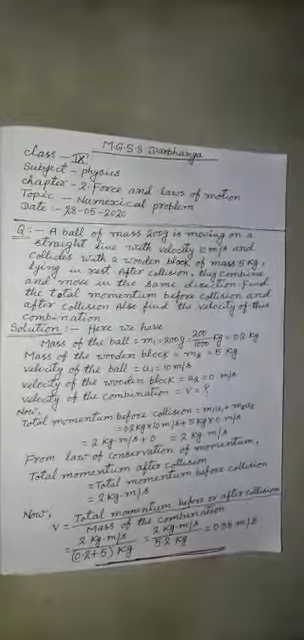 M.G.S.S Darbhanga
class - IX
Subject - physics
chapter - 2 Force and laws of motion
Topic - Numerical problem
Date :- 28-05-2020
Q :- A ball of mass 200g is moving on a
straight line with velocity 10 m/s and
collides with a wooden block of mass 5 kg,
lying in rest. After collision, they combine
and move in the same direction. Find
the total momentum before collision and
after collision Also find the velocity of this
combination
Solution :- Here we have
Mass of the ball = m₁ = 200g = 200/1000 kg = 0.2 kg
Mass of the wooden block = m₂ = 5 kg
velocity of the ball = u₁ = 10 m/s
velocity of the wooden block = u₂ = 0 m/s
velocity of the combination = v = ?
Now,
Total momentum before collision = m₁u₁ + m₂u₂
= 0.2 kg x 10 m/s + 5 kg x 0 m/s
= 2 kg.m/s + 0 = 2 kg.m/s
From law of conservation of momentum,
Total momentum after collision
= Total momentum before collision
= 2 kg.m/s
Now,
V = Total momentum before or after collision / Mass of the combination
= 2 kg.m/s / (0.2+5) kg = 2 kg.m/s / 5.2 kg = 0.38 m/s